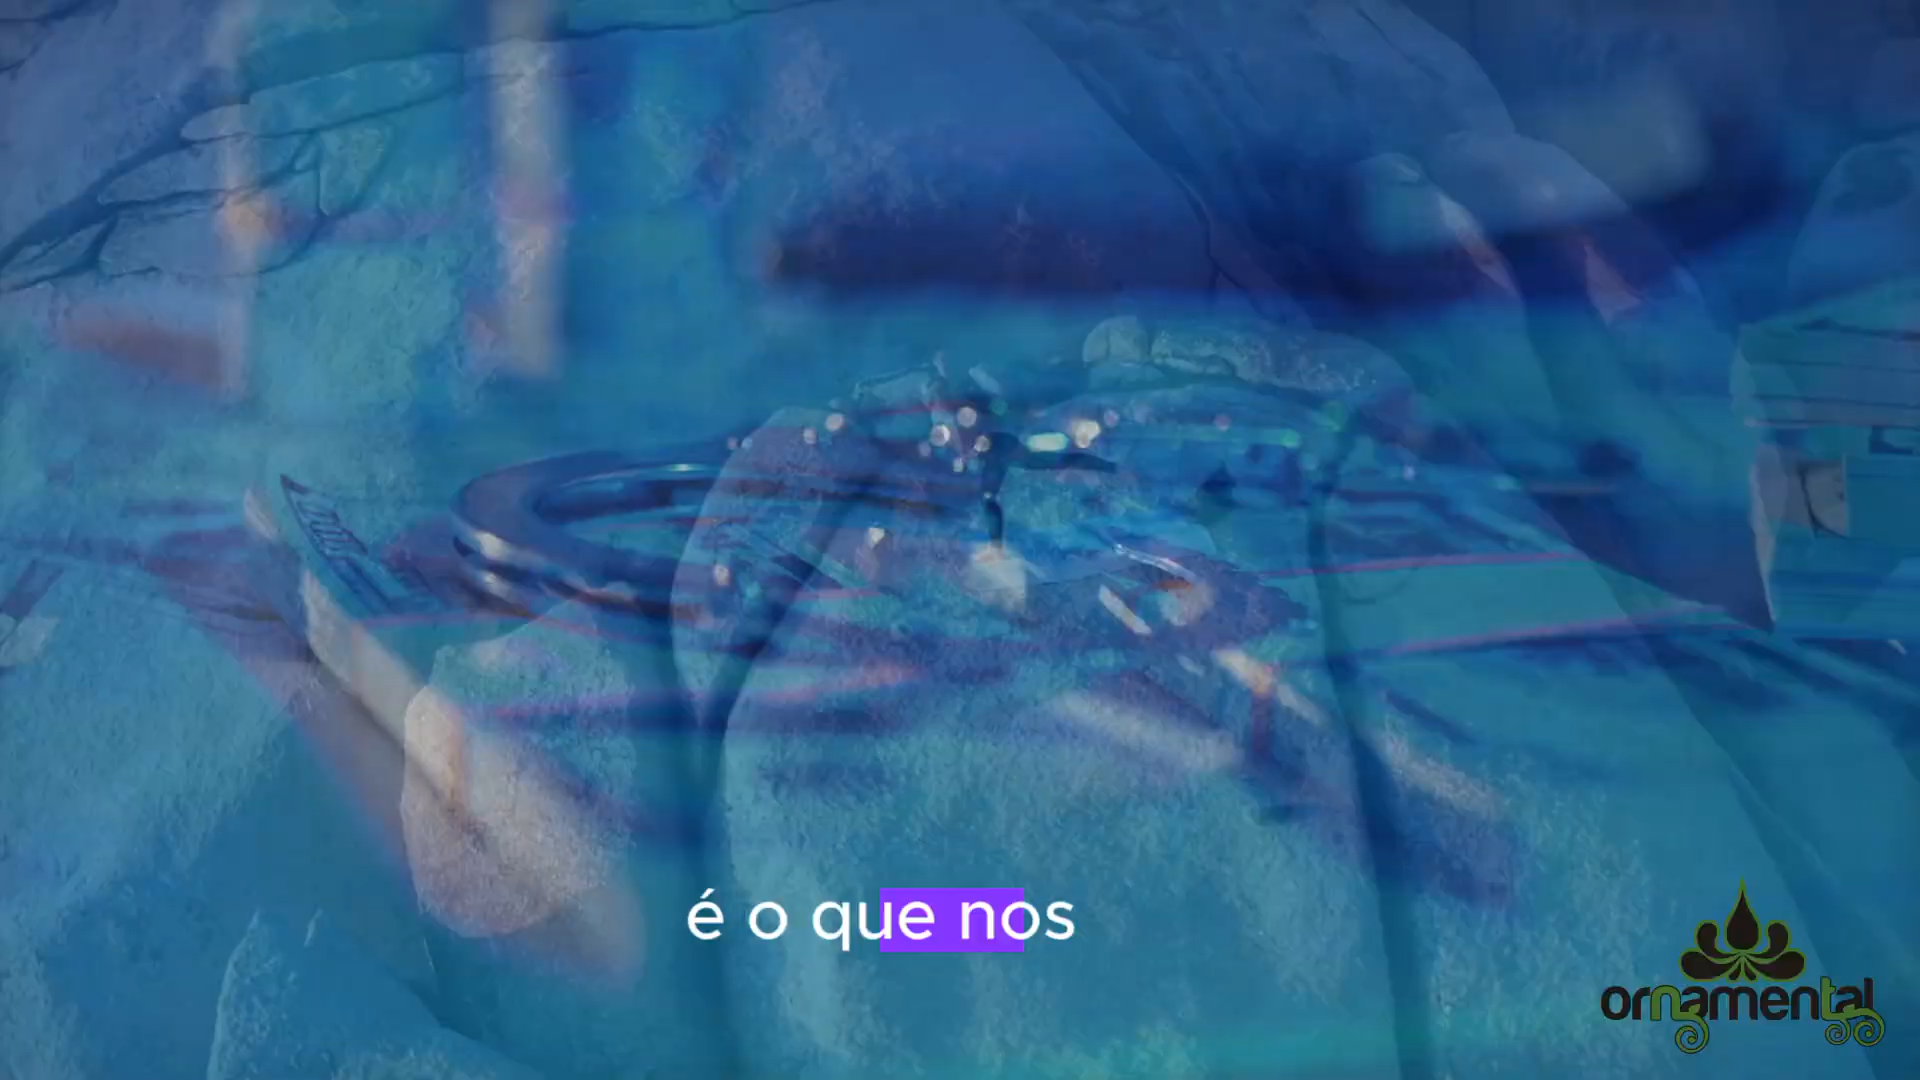 é o que nos
ornamental